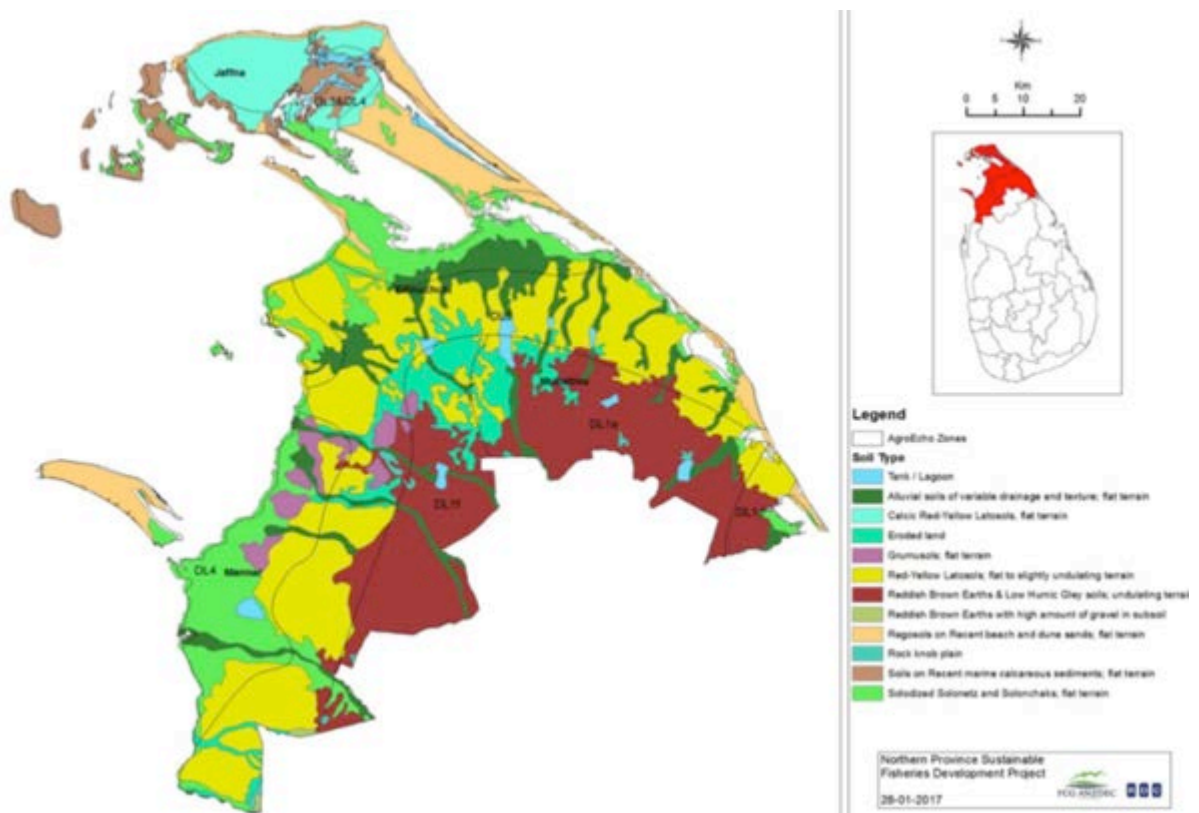 Jaffna
DL3&DL4
DL1e
DL1f
DL4
Km
0 5 10 20
Legend
AgroEcho Zones
Soil Type
Tank / Lagoon
Alluvial soils of variable drainage and texture; flat terrain
Calcic Red-Yellow Latosols, flat terrain
Eroded land
Grumusols; flat terrain
Red-Yellow Latosols; flat to slightly undulating terrain
Reddish Brown Earths & Low Humic Gley soils; undulating terrain
Reddish Brown Earths with high amount of gravel in subsoil
Regosols on Recent beach and dune sands; flat terrain
Rock knob plain
Soils on Recent marine calcareous sediments; flat terrain
Solodized Solonetz and Solonchaks; flat terrain
Northern Province Sustainable
Fisheries Development Project
28-01-2017